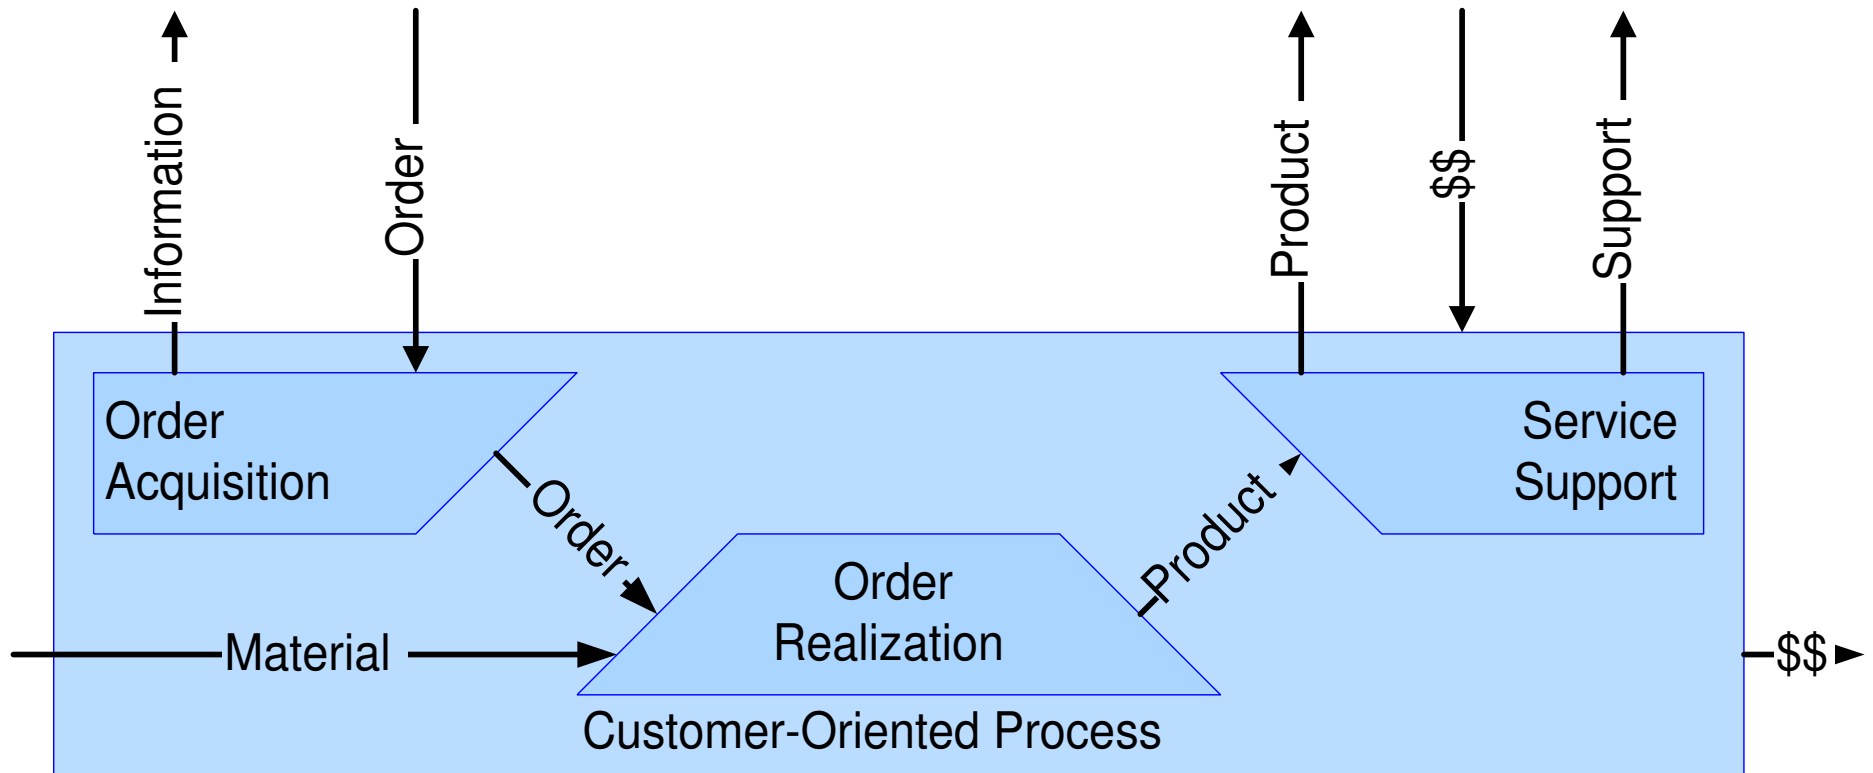 Information
Order
Product
$$
Support
Order
Acquisition
Service
Support
Order
Product
Order
Realization
Material
$$
Customer-Oriented Process